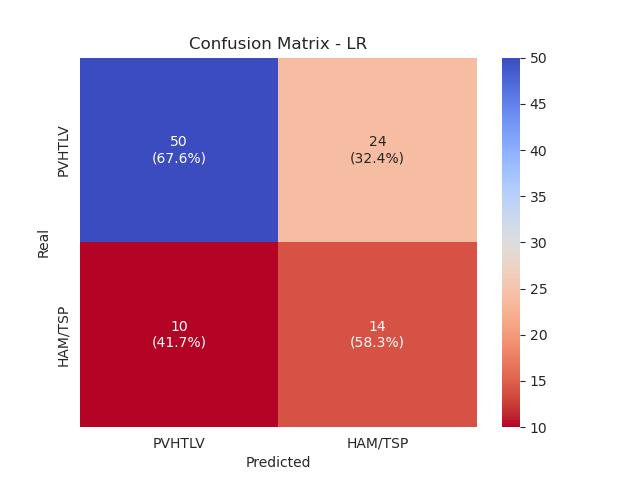 Confusion Matrix - LR
PVHTLV
HAM/TSP
Real
50
(67.6%)
24
(32.4%)
10
(41.7%)
14
(58.3%)
PVHTLV
HAM/TSP
Predicted
50
45
40
35
30
25
20
15
10